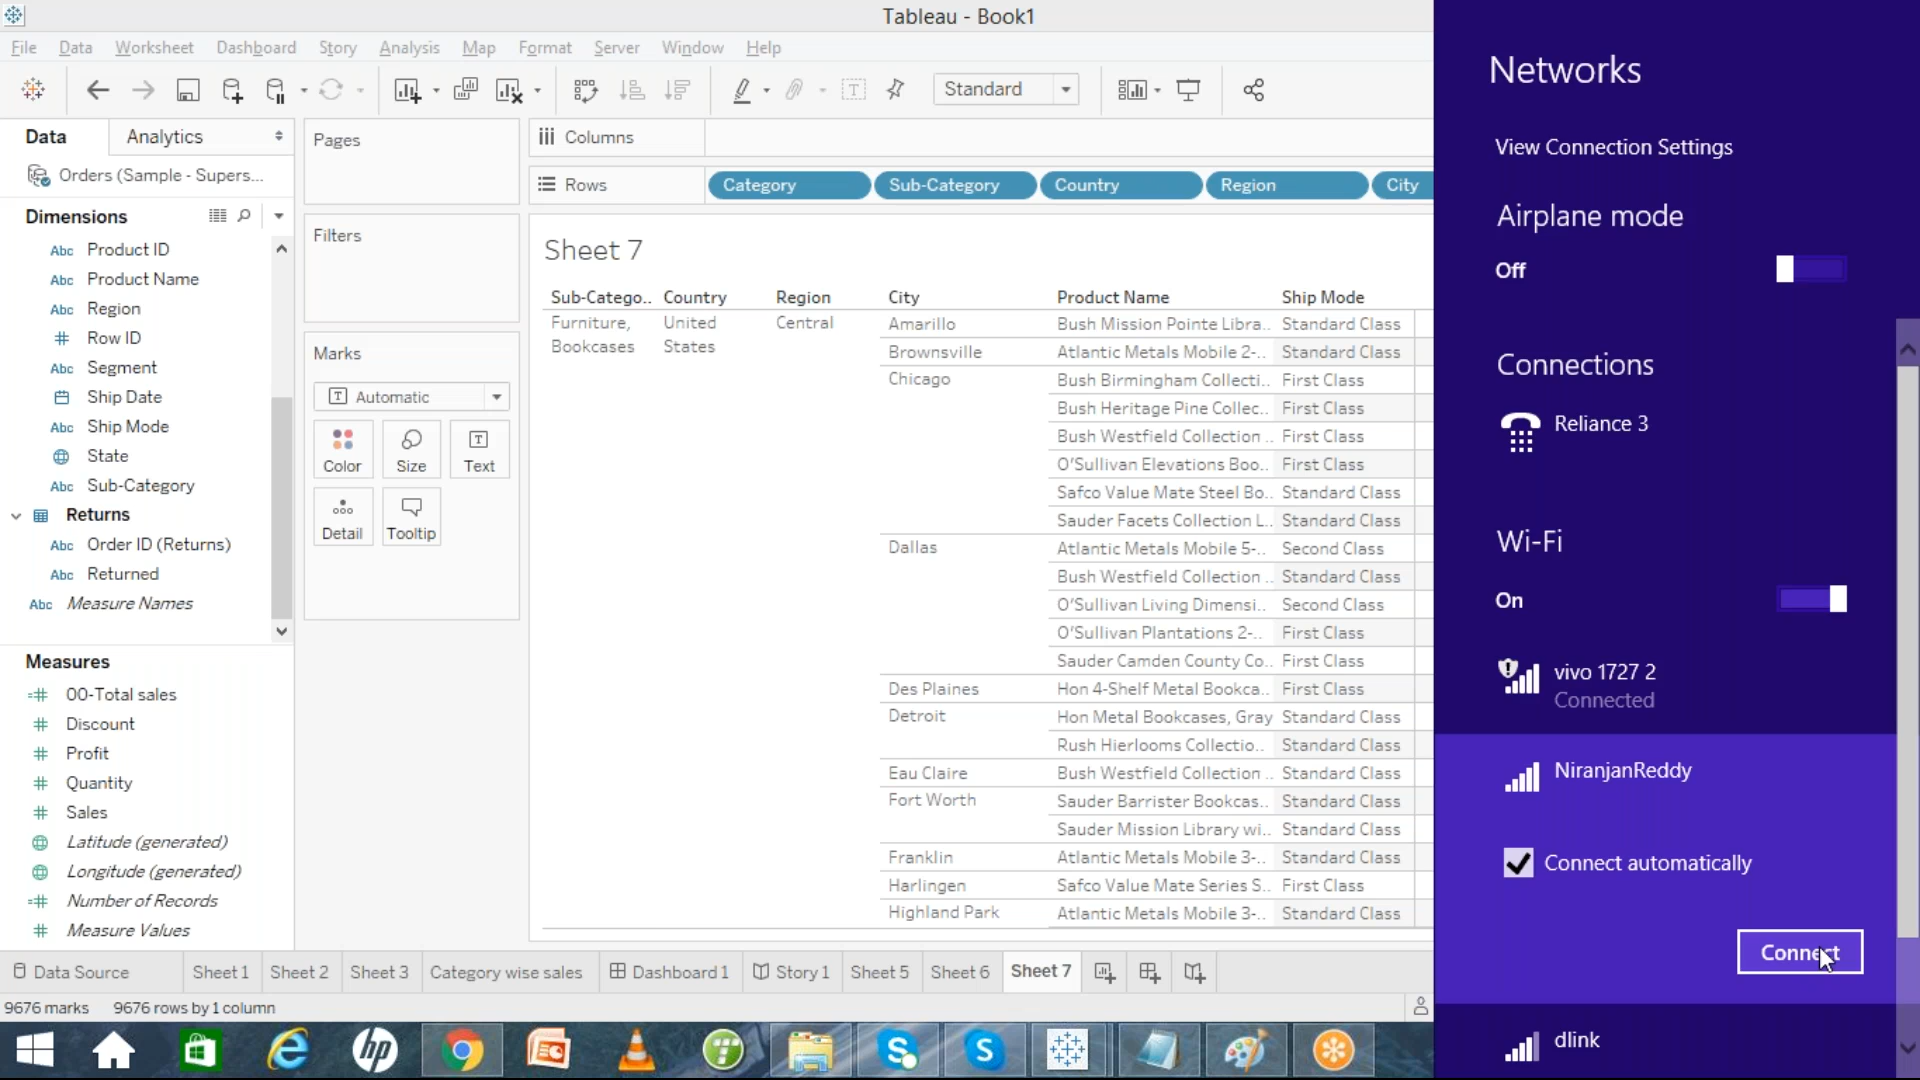 Tableau - Book1
File Data Worksheet Dashboard Story Analysis Map Format Server Window Help
Standard
Data Analytics
Orders (Sample - Supers...
Dimensions
Abc Product ID
Abc Product Name
Abc Region
# Row ID
Abc Segment
Ship Date
Abc Ship Mode
State
Abc Sub-Category
Returns
Abc Order ID (Returns)
Abc Returned
Abc Measure Names
Measures
=# 00-Total sales
# Discount
# Profit
# Quantity
# Sales
Latitude (generated)
Longitude (generated)
=# Number of Records
# Measure Values
Pages
Filters
Marks
T Automatic
Color Size Text
Detail Tooltip
Columns
Rows Category Sub-Category Country Region City
Sheet 7
Sub-Catego.. Country Region City Product Name Ship Mode
Furniture, United Central Amarillo Bush Mission Pointe Libra.. Standard Class
Bookcases States Brownsville Atlantic Metals Mobile 2-.. Standard Class
Chicago Bush Birmingham Collecti.. First Class
Bush Heritage Pine Collec.. First Class
Bush Westfield Collection .. First Class
O'Sullivan Elevations Boo.. First Class
Safco Value Mate Steel Bo.. Standard Class
Sauder Facets Collection L.. Standard Class
Dallas Atlantic Metals Mobile 5-.. Second Class
Bush Westfield Collection .. Standard Class
O'Sullivan Living Dimensi.. Second Class
O'Sullivan Plantations 2-.. First Class
Sauder Camden County Co.. First Class
Des Plaines Hon 4-Shelf Metal Bookca.. First Class
Detroit Hon Metal Bookcases, Gray Standard Class
Rush Hierlooms Collectio.. Standard Class
Eau Claire Bush Westfield Collection .. Standard Class
Fort Worth Sauder Barrister Bookcas.. Standard Class
Sauder Mission Library wi.. Standard Class
Franklin Atlantic Metals Mobile 3-.. Standard Class
Harlingen Safco Value Mate Series S.. First Class
Highland Park Atlantic Metals Mobile 3-.. Standard Class
Data Source Sheet 1 Sheet 2 Sheet 3 Category wise sales Dashboard 1 Story 1 Sheet 5 Sheet 6 Sheet 7
9676 marks 9676 rows by 1 column
Networks
View Connection Settings
Airplane mode
Off
Connections
Reliance 3
Wi-Fi
On
vivo 1727 2
Connected
NiranjanReddy
Connect automatically
Connect
dlink